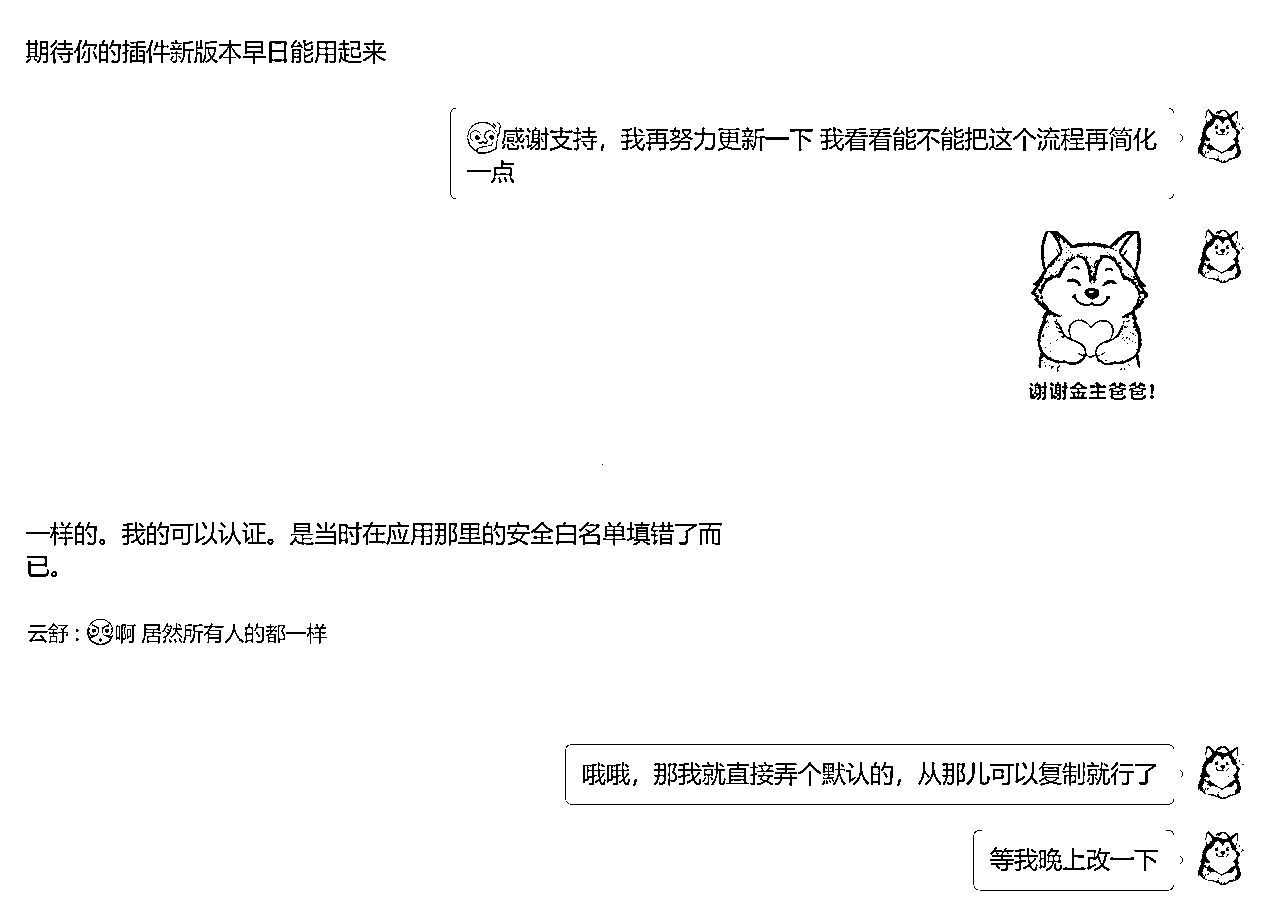 期待你的插件新版本早日能用起来
感谢支持，我再努力更新一下 我看看能不能把这个流程再简化
一点
谢谢金主爸爸!
一样的。我的可以认证。是当时在应用那里的安全白名单填错了而
已。
云舒 : 啊 居然所有人的都一样
哦哦，那我就直接弄个默认的，从那儿可以复制就行了
等我晚上改一下